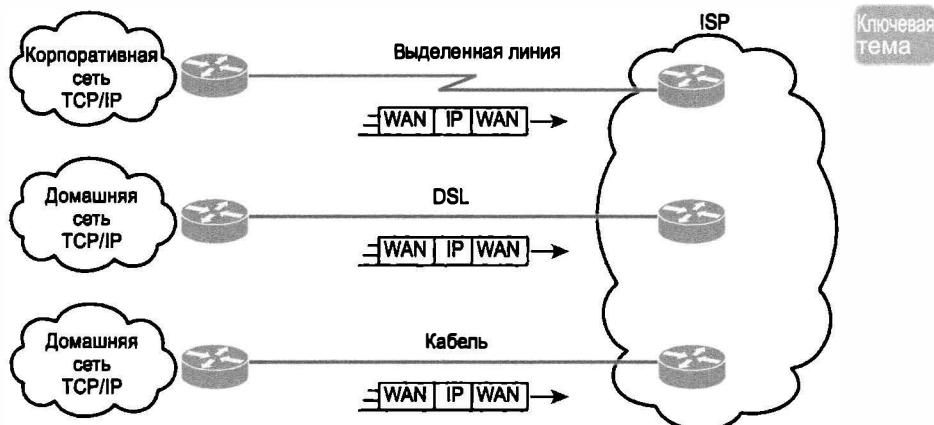 ISP
Ключевая
тема
Корпоративная
сеть
TCP/IP
Выделенная линия
WAN IP WAN
Домашняя
сеть
TCP/IP
DSL
WAN IP WAN
Домашняя
сеть
TCP/IP
Кабель
WAN IP WAN